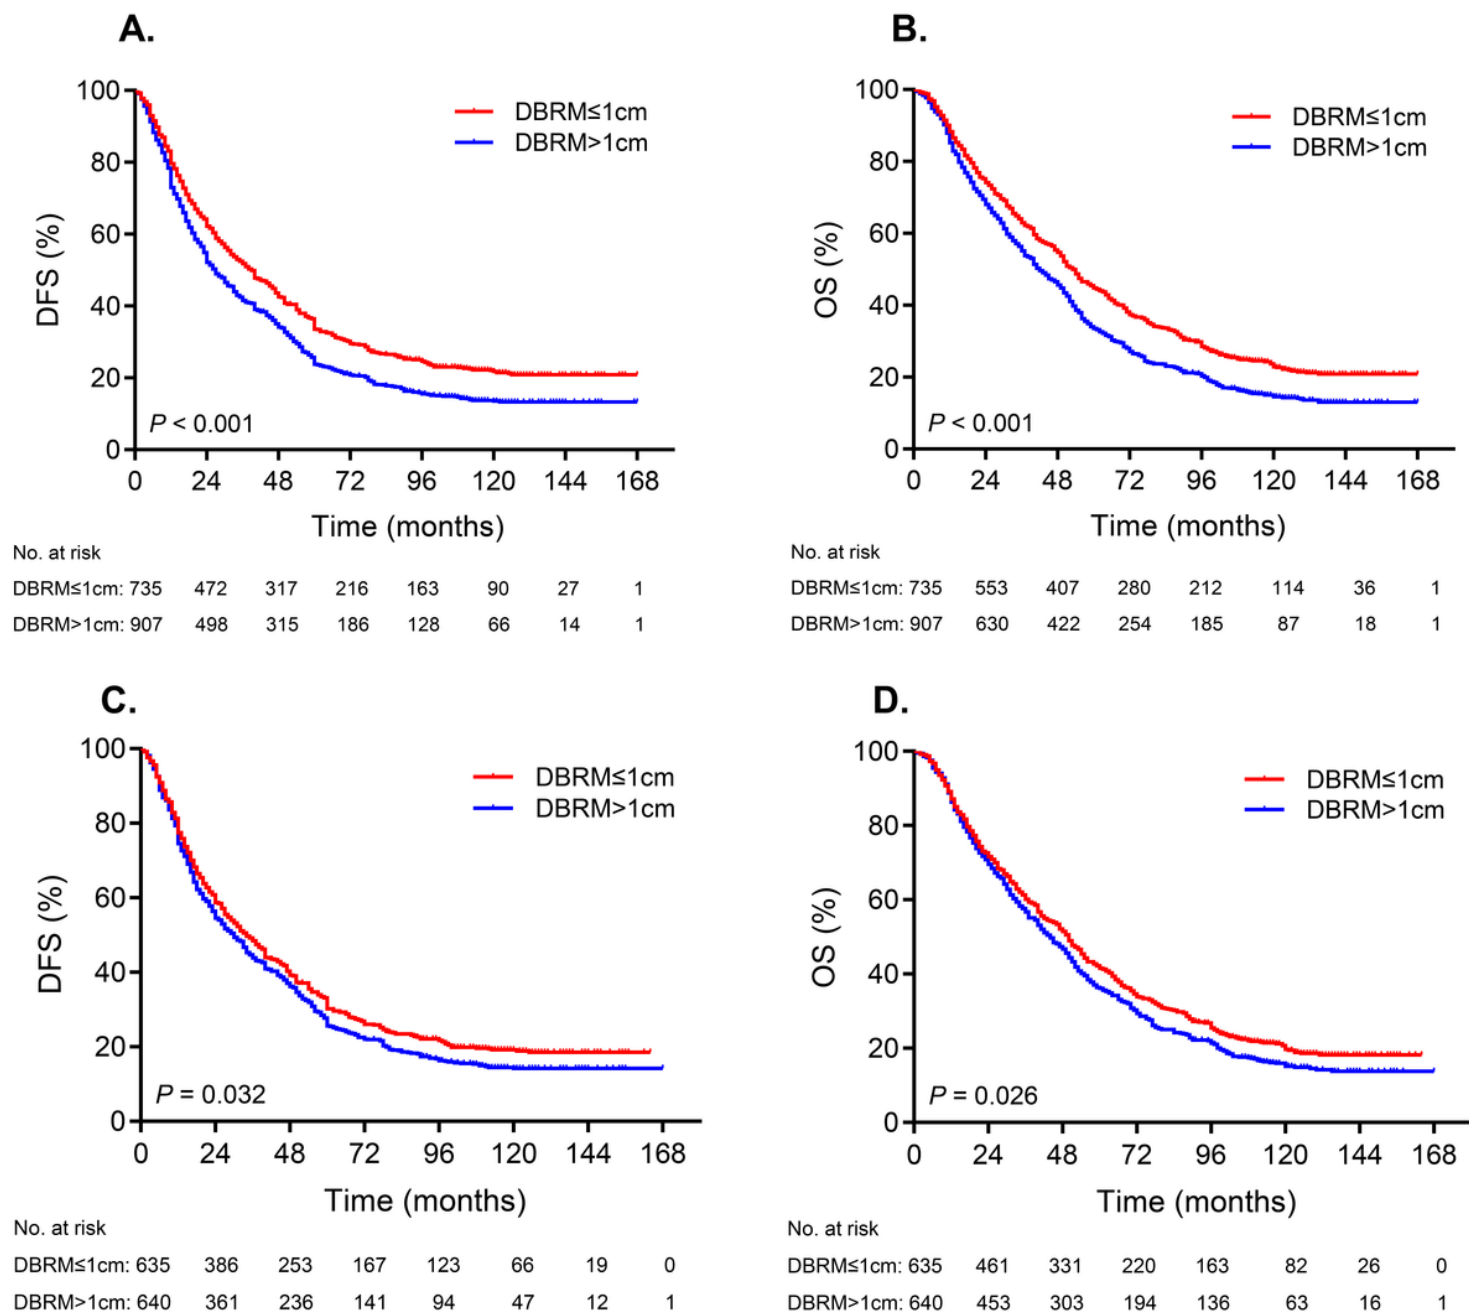 A.
100
80
60
40
20
0
DFS (%)
DBRM≤1cm
DBRM>1cm
P < 0.001
0 24 48 72 96 120 144 168
Time (months)
No. at risk
DBRM≤1cm: 735 472 317 216 163 90 27 1
DBRM>1cm: 907 498 315 186 128 66 14 1
B.
100
80
60
40
20
0
OS (%)
DBRM≤1cm
DBRM>1cm
P < 0.001
0 24 48 72 96 120 144 168
Time (months)
No. at risk
DBRM≤1cm: 735 553 407 280 212 114 36 1
DBRM>1cm: 907 630 422 254 185 87 18 1
C.
100
80
60
40
20
0
DFS (%)
DBRM≤1cm
DBRM>1cm
P = 0.032
0 24 48 72 96 120 144 168
Time (months)
No. at risk
DBRM≤1cm: 635 386 253 167 123 66 19 0
DBRM>1cm: 640 361 236 141 94 47 12 1
D.
100
80
60
40
20
0
OS (%)
DBRM≤1cm
DBRM>1cm
P = 0.026
0 24 48 72 96 120 144 168
Time (months)
No. at risk
DBRM≤1cm: 635 461 331 220 163 82 26 0
DBRM>1cm: 640 453 303 194 136 63 16 1